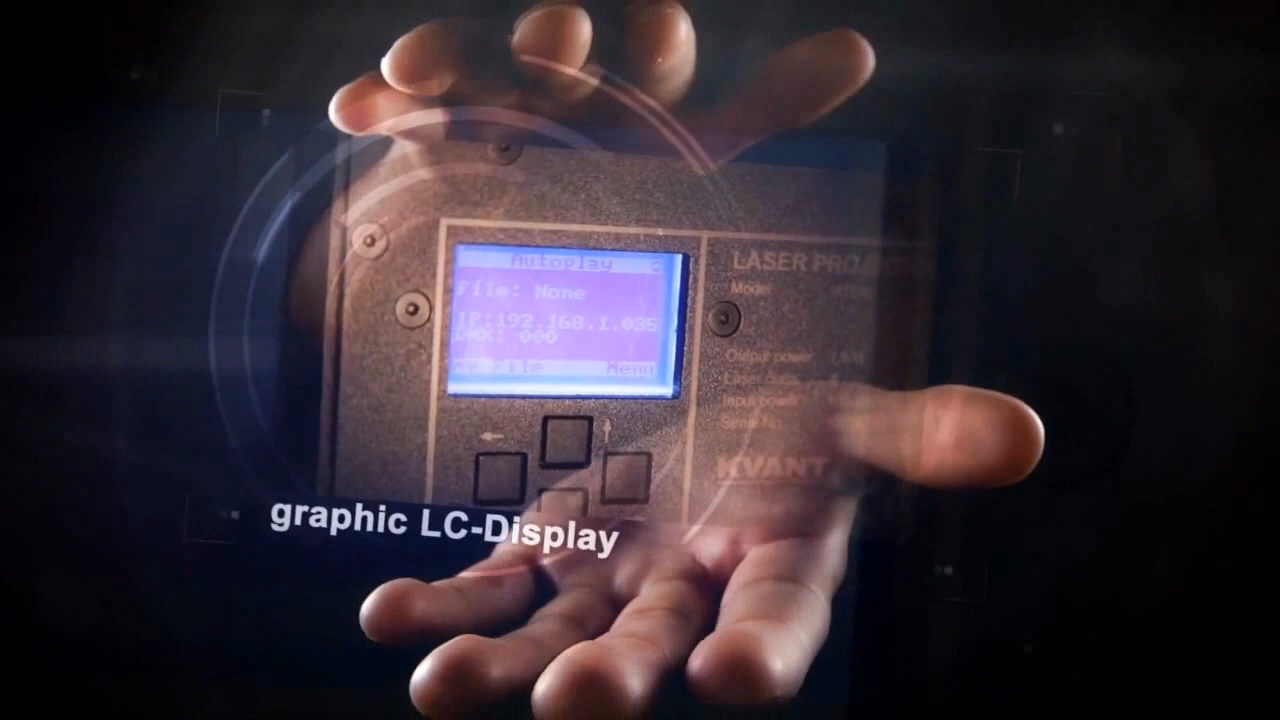 Autoplay
File: None
IP:192.168.1.035
DMX: 000
File
Menu
LASER PRO
Model
Output power
Input power
Serial No.
KVANT
graphic LC-Display